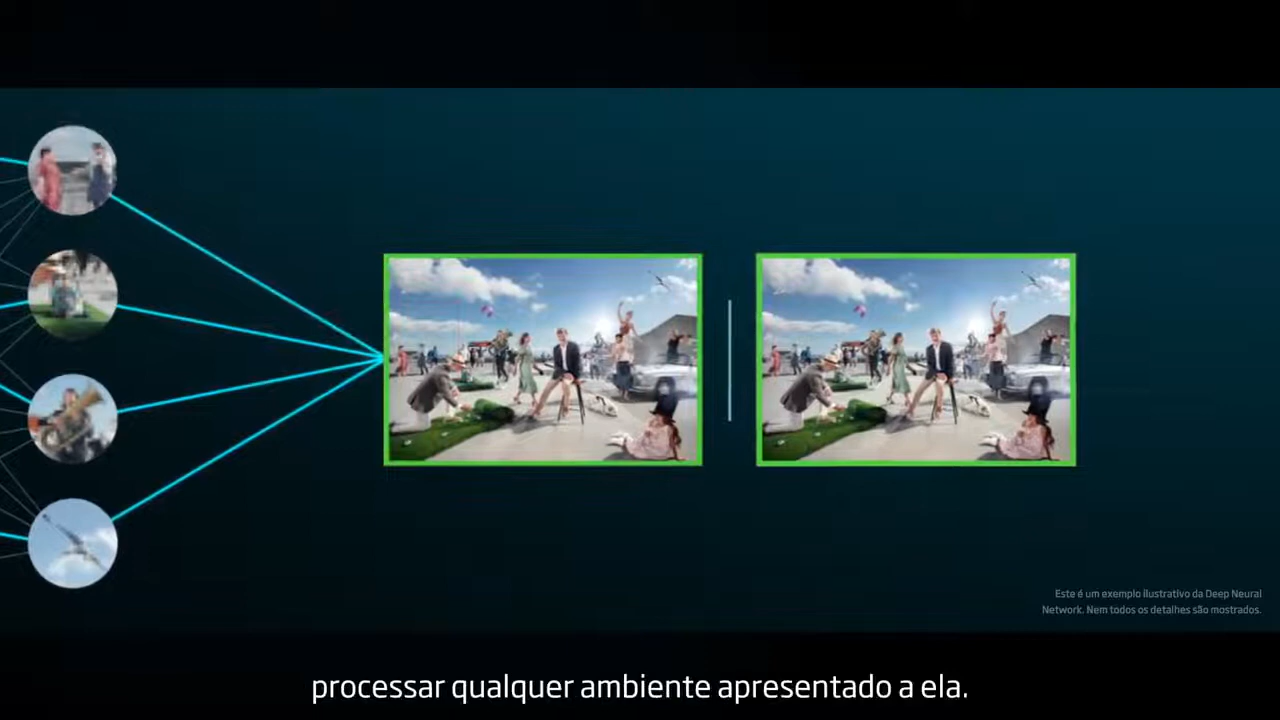 Este é um exemplo ilustrativo da Deep Neural
Network. Nem todos os detalhes são mostrados.
processar qualquer ambiente apresentado a ela.